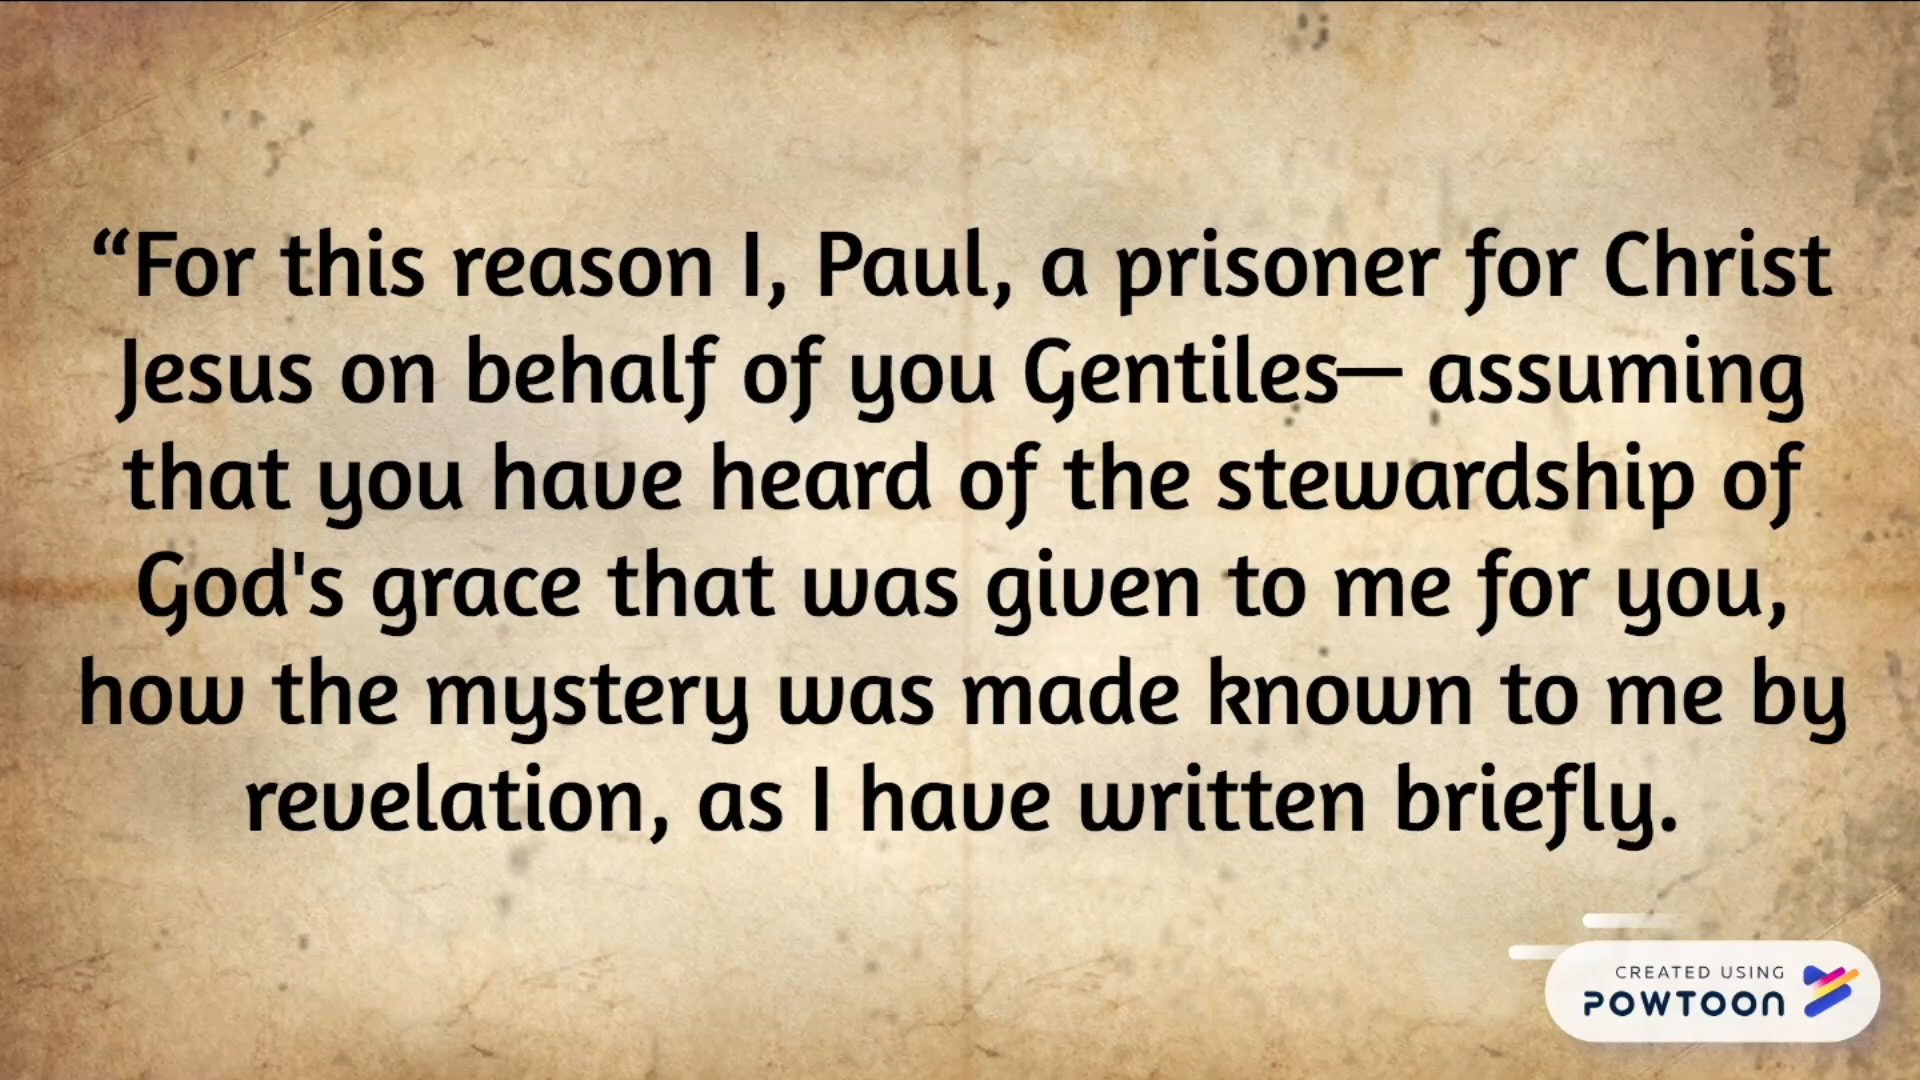 “For this reason I, Paul, a prisoner for Christ
Jesus on behalf of you Gentiles— assuming
that you have heard of the stewardship of
God's grace that was given to me for you,
how the mystery was made known to me by
revelation, as I have written briefly.
CREATED USING
POWTOON